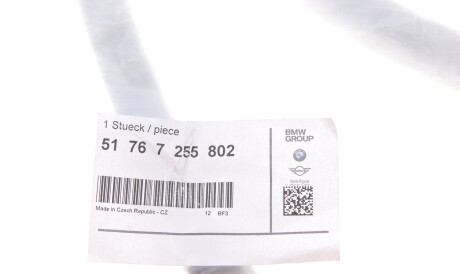 1 Stueck / piece
51 76 7 255 802
Made in Czech Republic - CZ 12 BF3
BMW
GROUP